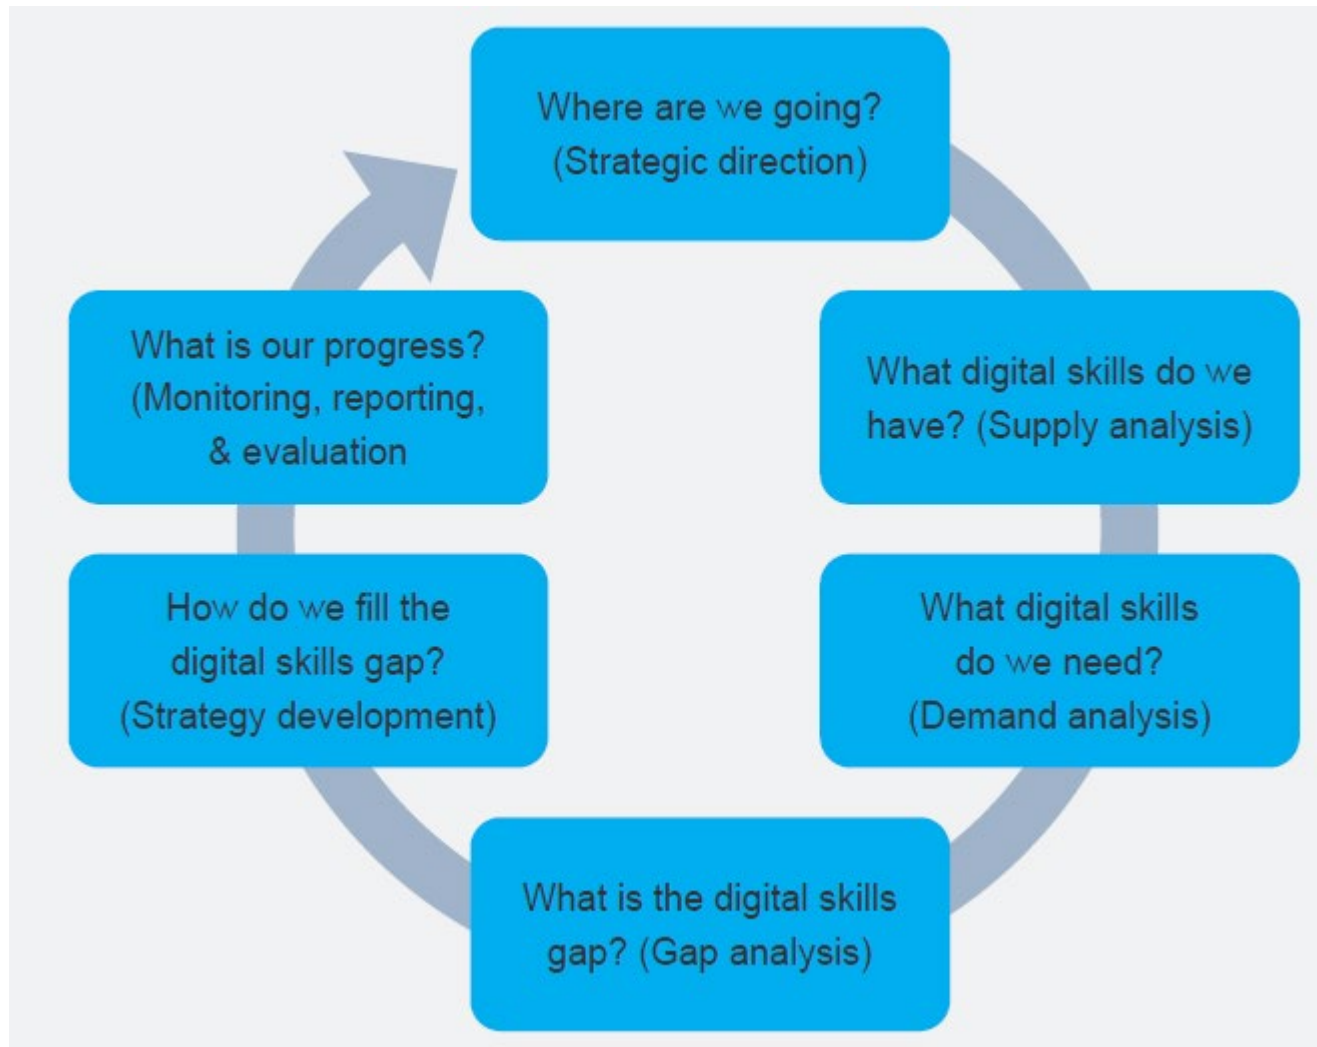 Where are we going?
(Strategic direction)
What digital skills do we
have? (Supply analysis)
What digital skills
do we need?
(Demand analysis)
What is the digital skills
gap? (Gap analysis)
How do we fill the
digital skills gap?
(Strategy development)
What is our progress?
(Monitoring, reporting,
& evaluation